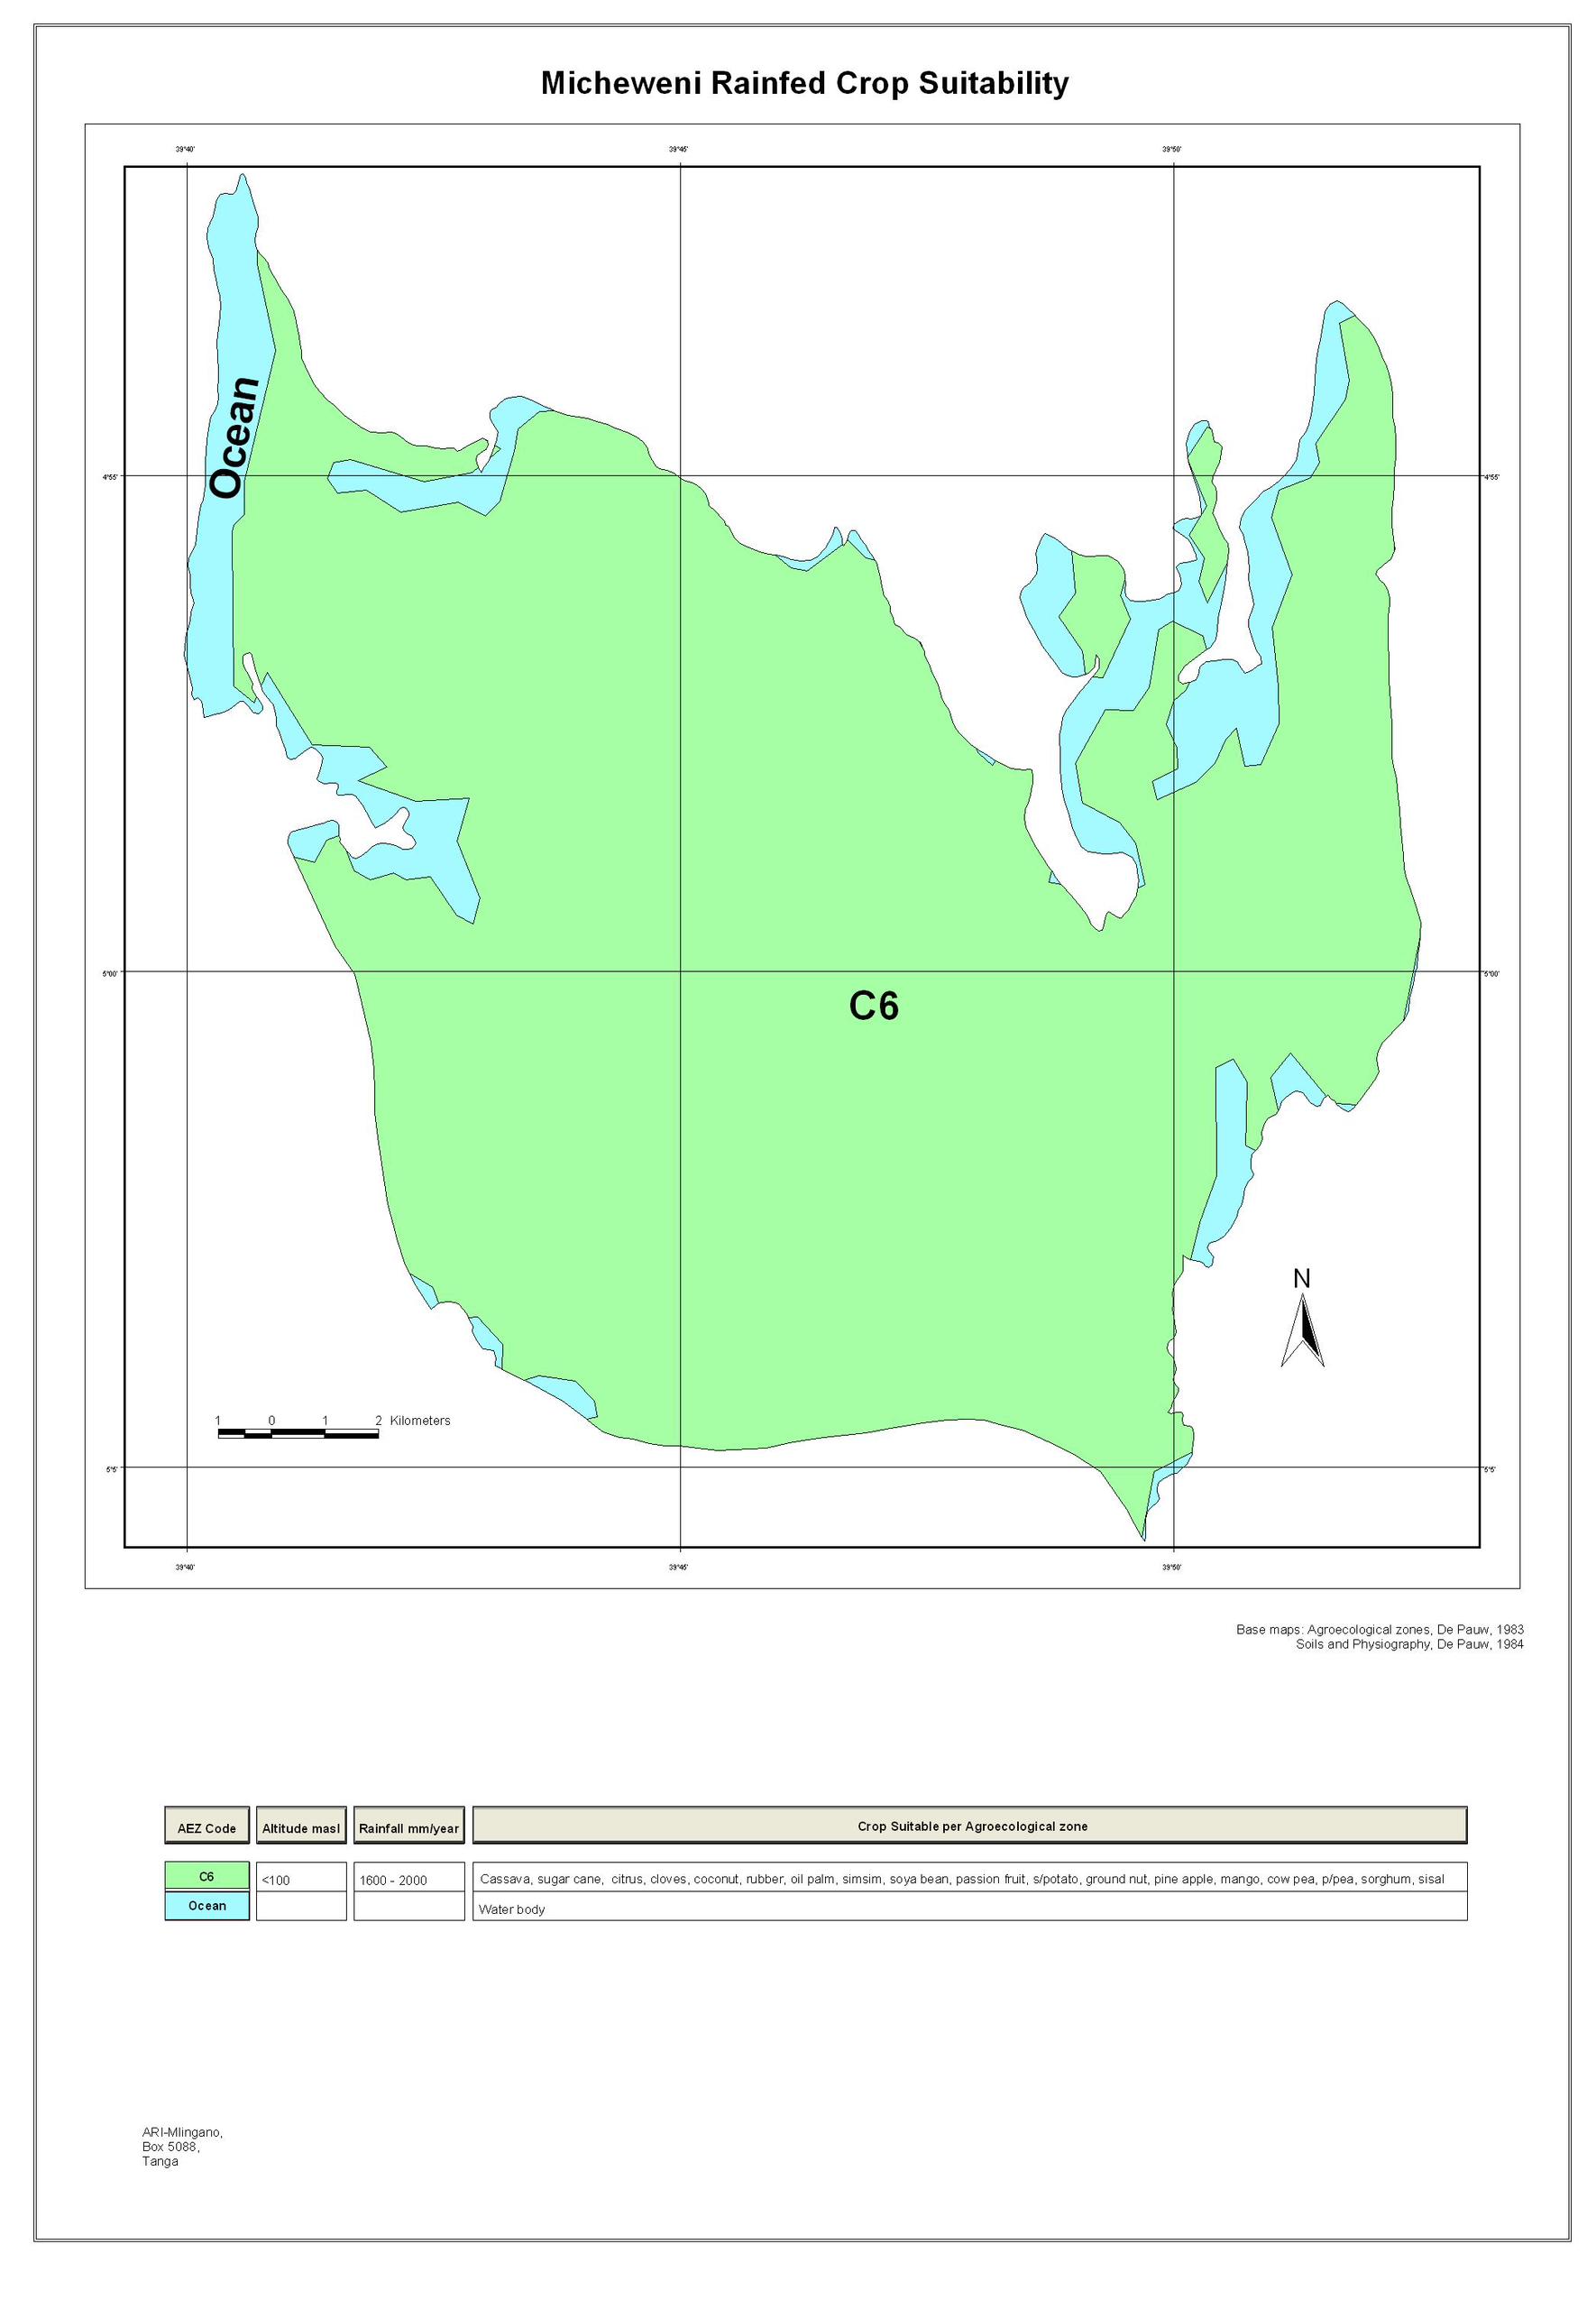 Micheweni Rainfed Crop Suitability
39°40' 39°45' 39°50'
Ocean
4°55' 4°55'
5°00' 5°00'
C6
N
1 0 1 2 Kilometers
5°5' 5°5'
39°40' 39°45' 39°50'
Base maps: Agroecological zones, De Pauw, 1983
Soils and Physiography, De Pauw, 1984
AEZ Code Altitude masl Rainfall mm/year Crop Suitable per Agroecological zone
C6 <100 1600 - 2000 Cassava, sugar cane, citrus, cloves, coconut, rubber, oil palm, simsim, soya bean, passion fruit, s/potato, ground nut, pine apple, mango, cow pea, p/pea, sorghum, sisal
Ocean Water body
ARI-Mlingano,
Box 5088,
Tanga